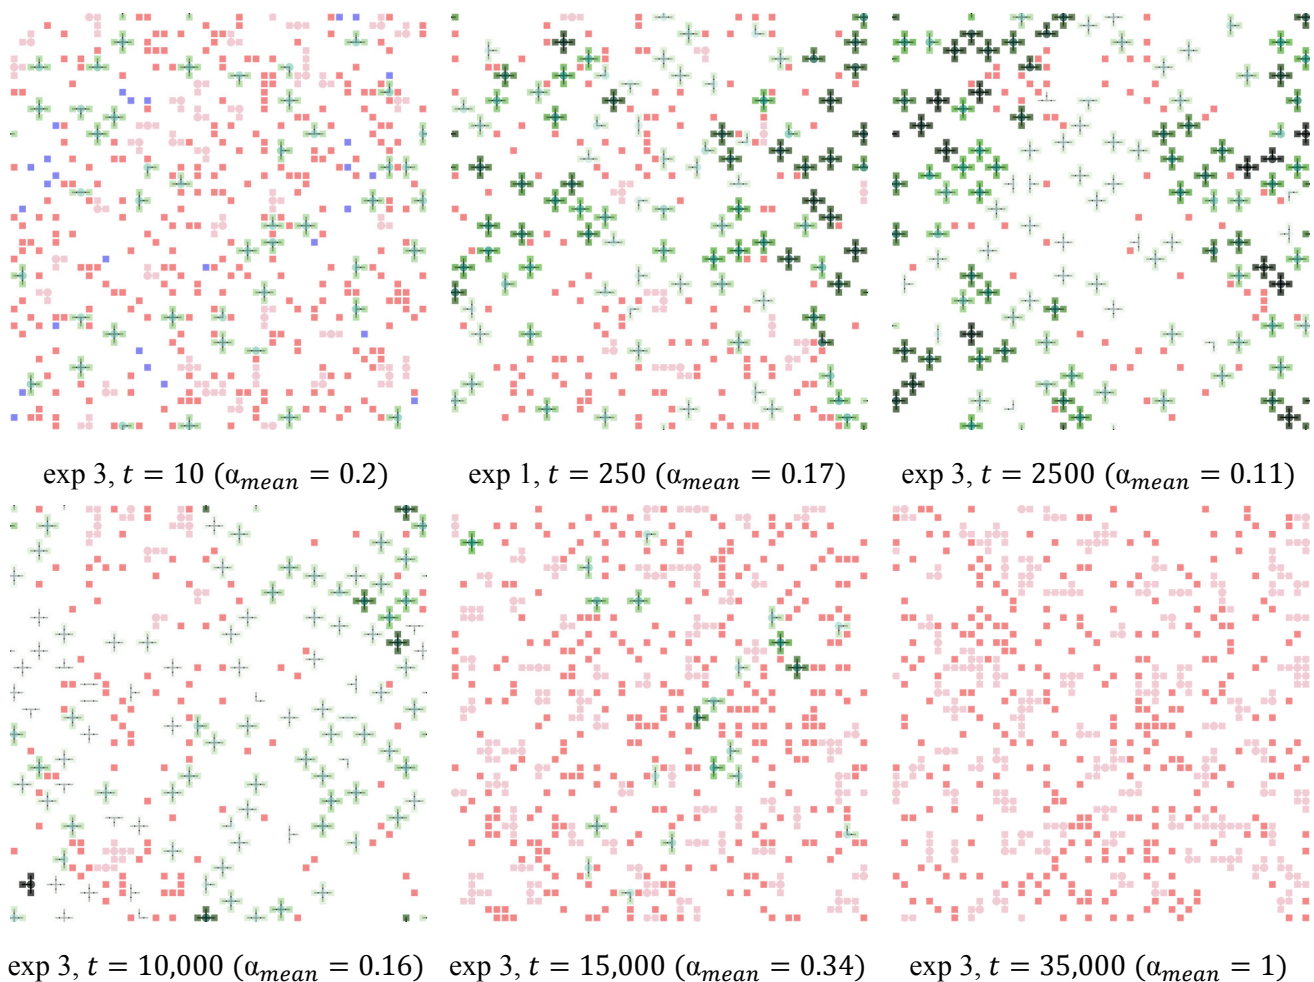 exp 3, t = 10 (α_mean = 0.2) exp 1, t = 250 (α_mean = 0.17) exp 3, t = 2500 (α_mean = 0.11)
exp 3, t = 10,000 (α_mean = 0.16) exp 3, t = 15,000 (α_mean = 0.34) exp 3, t = 35,000 (α_mean = 1)